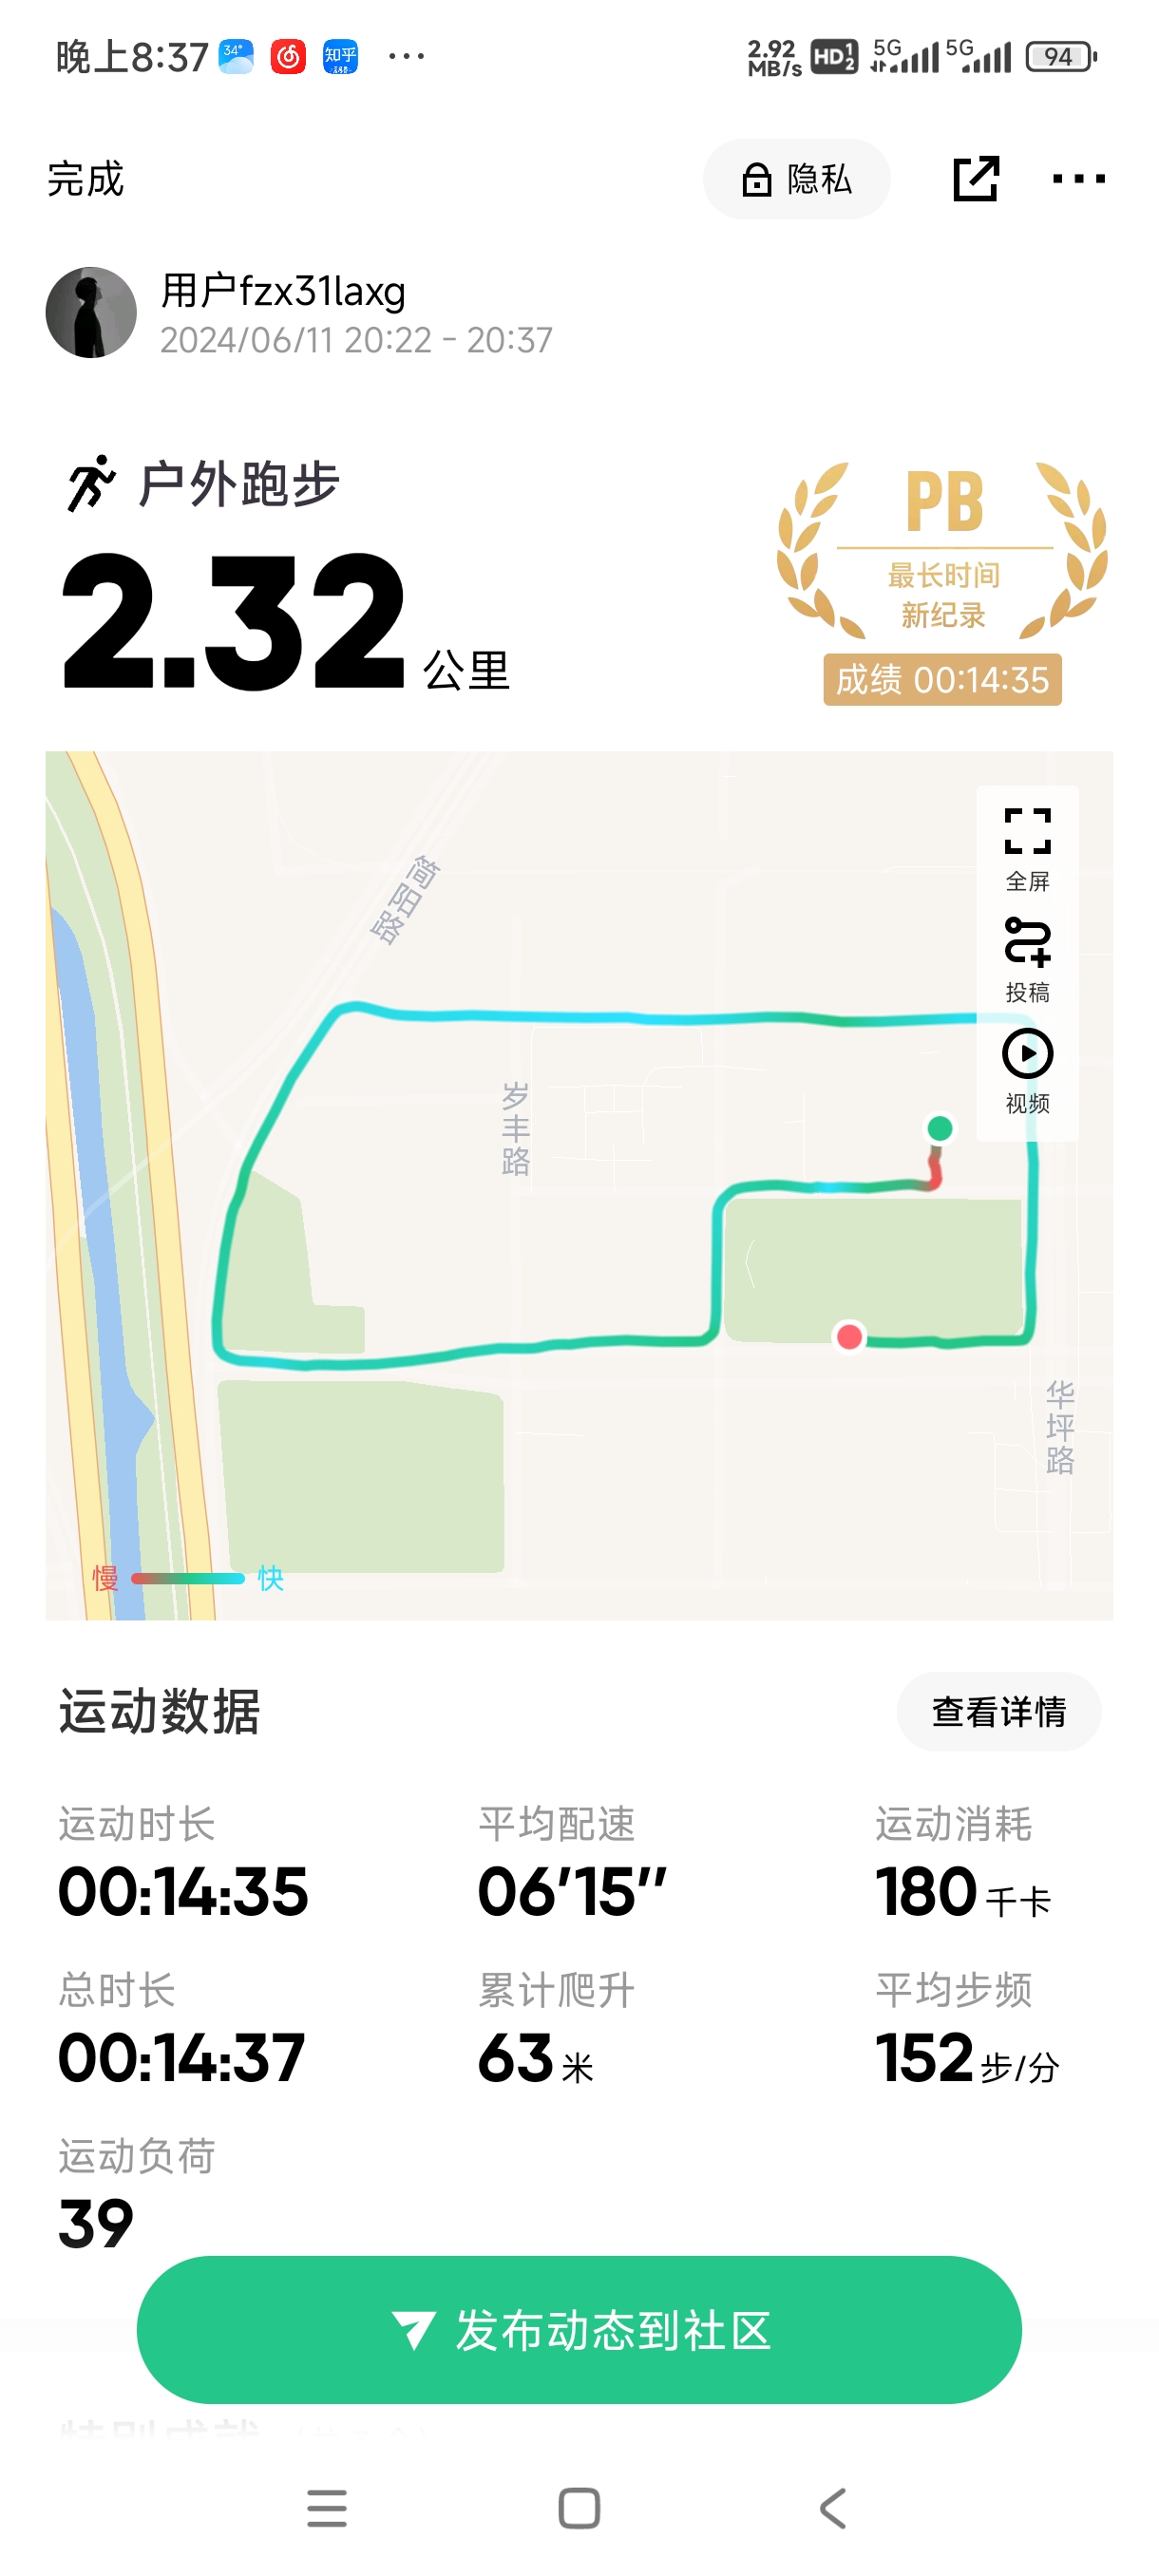 晚上8:37 34° 知乎 ··· 2.92 MB/s HD 1 2 5G 5G 94
完成 隐私 ···
用户fzx31laxg
2024/06/11 20:22 - 20:37
户外跑步
2.32 公里
PB
最长时间
新纪录
成绩 00:14:35
全屏
投稿
视频
简阳路
岁丰路
华坪路
慢 快
运动数据 查看详情
运动时长 平均配速 运动消耗
00:14:35 06'15'' 180 千卡
总时长 累计爬升 平均步频
00:14:37 63 米 152 步/分
运动负荷
39
发布动态到社区